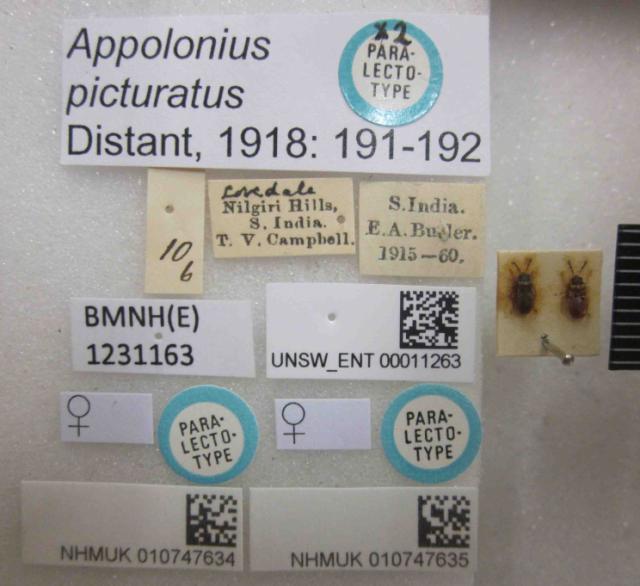 Appolonius
picturatus
Distant, 1918: 191-192
x2
PARA-
LECTO-
TYPE
10
6
Lovedale
Nilgiri Hills,
S. India.
T. V. Campbell.
S. India.
E.A. Butler.
1915—60.
BMNH(E)
1231163
UNSW_ENT 00011263
♀
PARA-
LECTO-
TYPE
♀
PARA-
LECTO-
TYPE
NHMUK 010747634
NHMUK 010747635